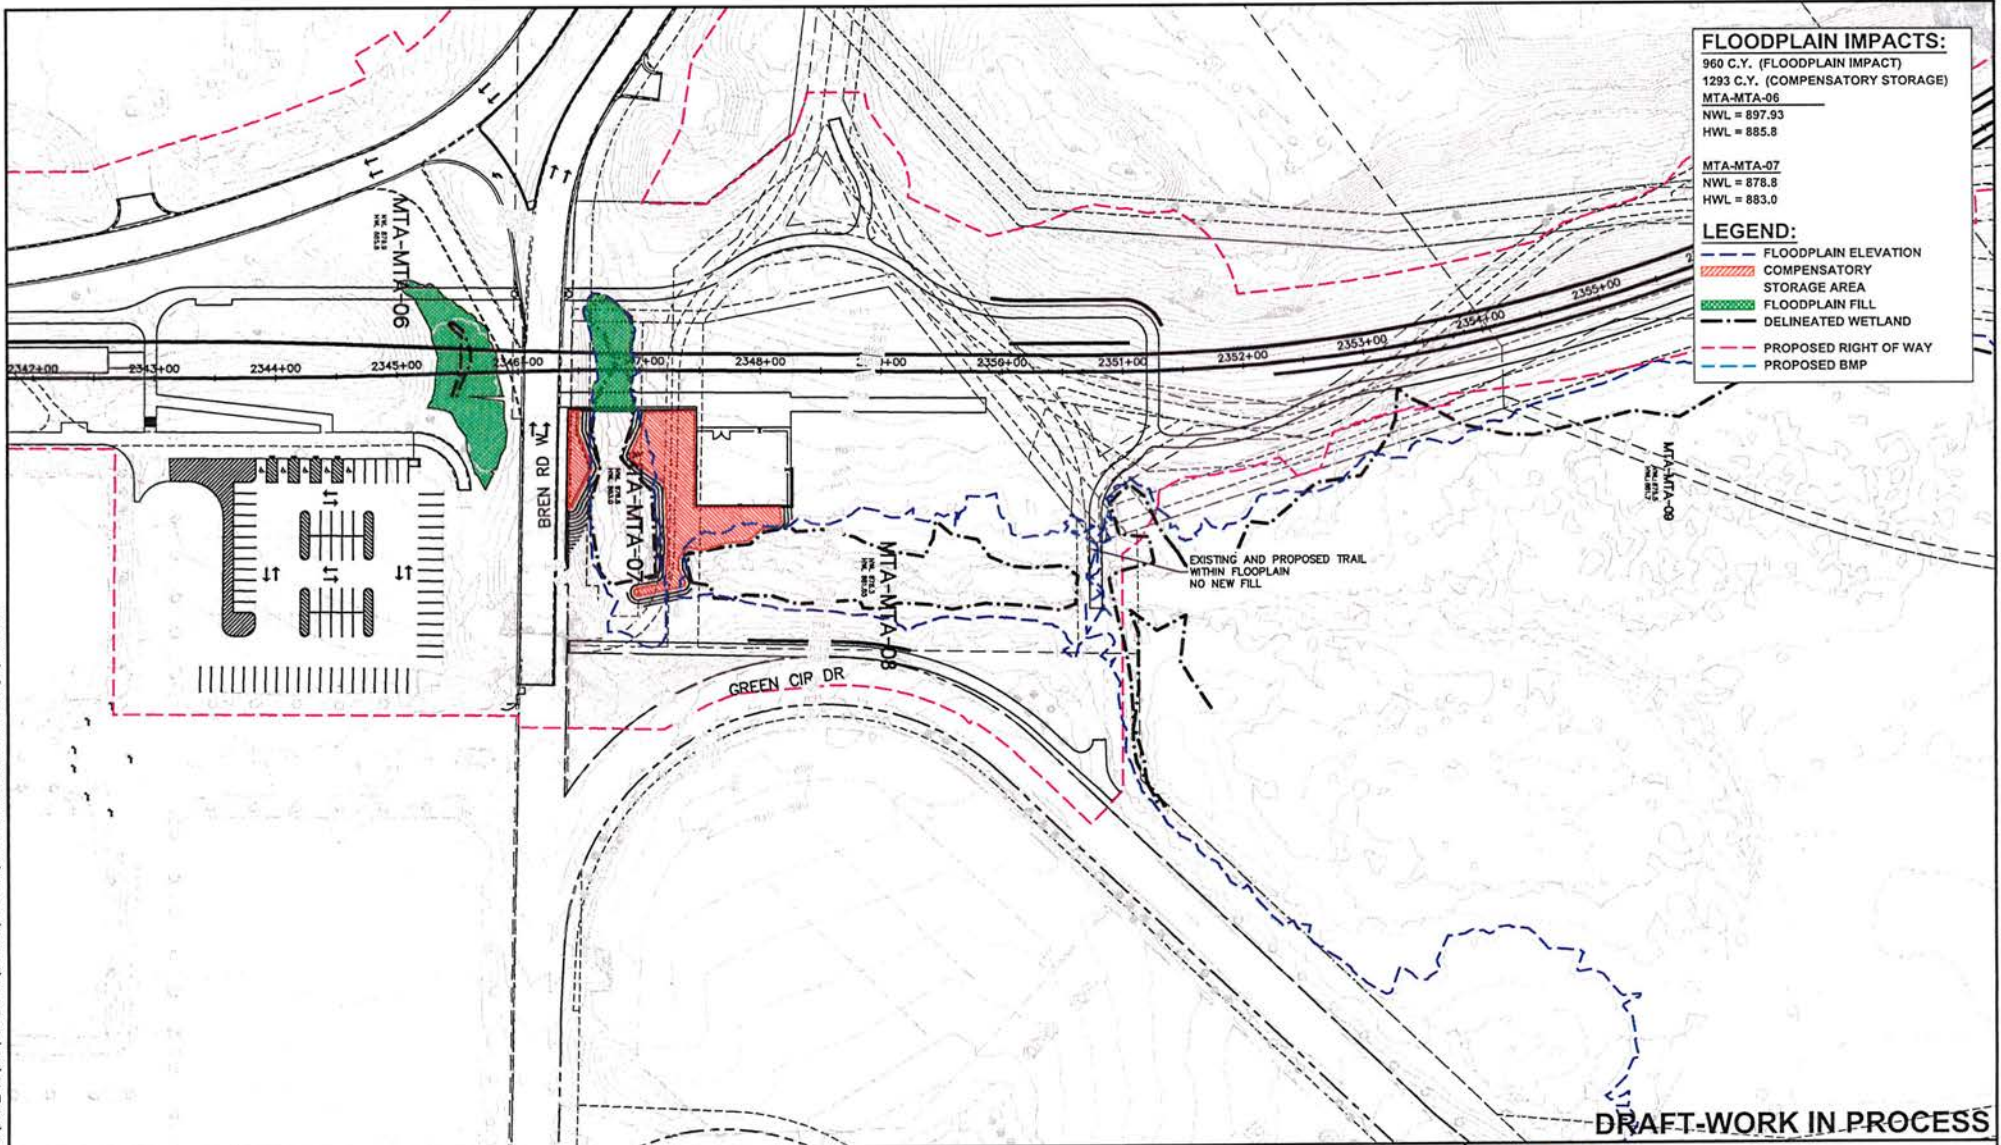 FLOODPLAIN IMPACTS:
960 C.Y. (FLOODPLAIN IMPACT)
1293 C.Y. (COMPENSATORY STORAGE)
MTA-MTA-06
NWL = 897.93
HWL = 885.8
MTA-MTA-07
NWL = 878.8
HWL = 883.0
LEGEND:
FLOODPLAIN ELEVATION
COMPENSATORY
STORAGE AREA
FLOODPLAIN FILL
DELINEATED WETLAND
PROPOSED RIGHT OF WAY
PROPOSED BMP
MTA-MTA-06
2342+00
2343+00
2344+00
2345+00
2346+00
2348+00
2350+00
2351+00
2352+00
2353+00
2354+00
2355+00
BREN RD W
MTA-MTA-08
MTA-MTA-09
EXISTING AND PROPOSED TRAIL
WITHIN FLOOPLAIN
NO NEW FILL
GREEN CIR DR
DRAFT-WORK IN PROCESS